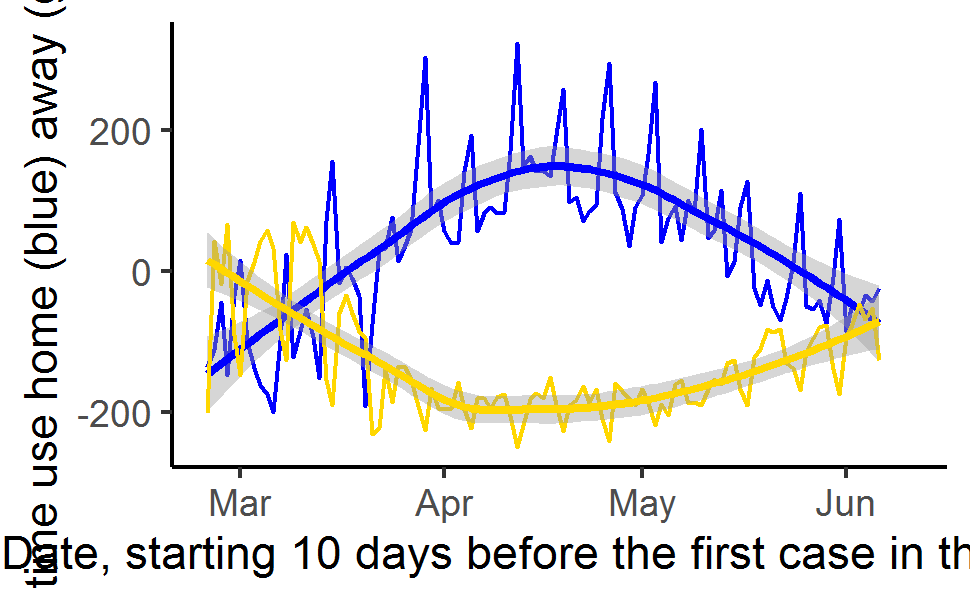 time use home (blue) away (
200
0
-200
Mar Apr May Jun
Date, starting 10 days before the first case in th